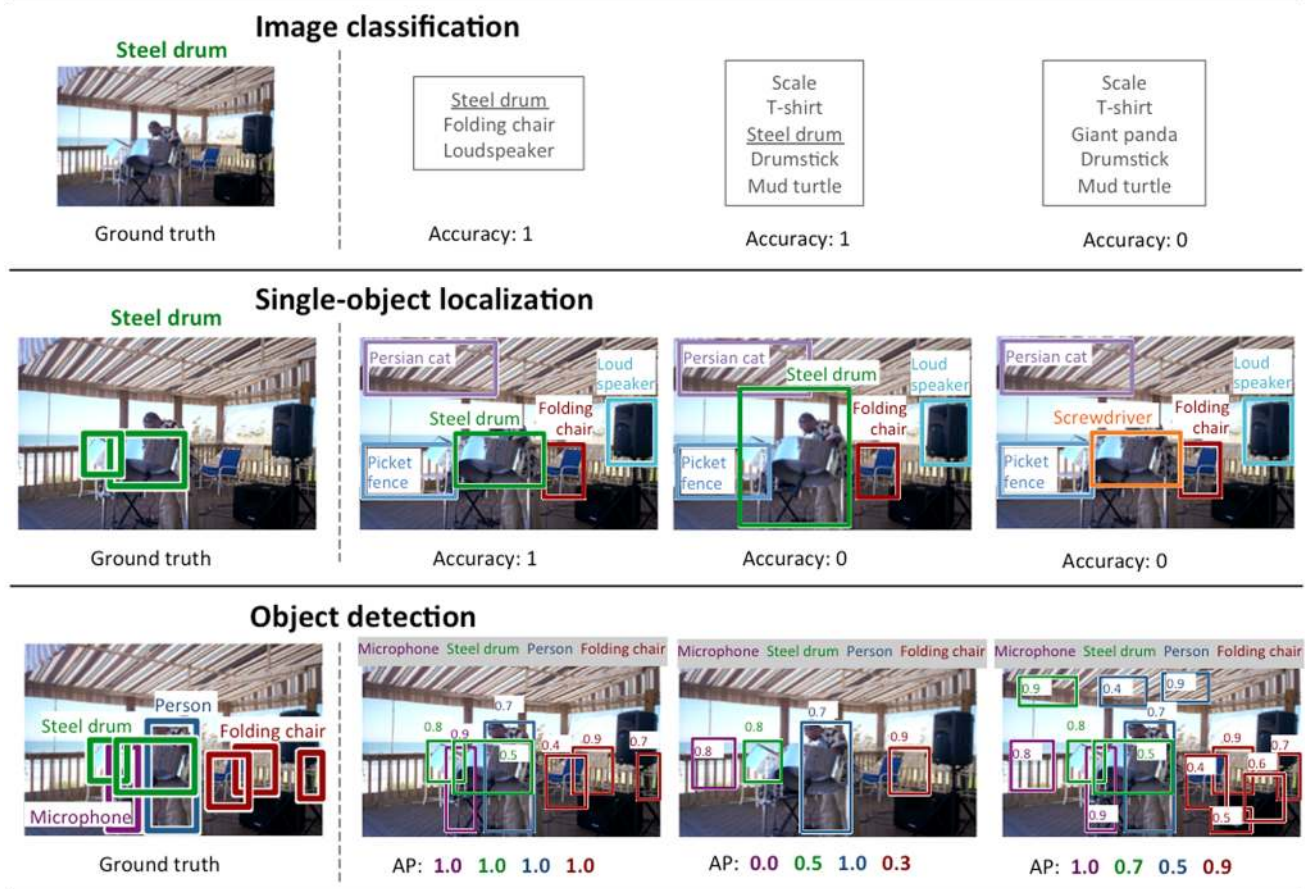 Image classification
Steel drum
Ground truth
Steel drum
Folding chair
Loudspeaker
Accuracy: 1
Scale
T-shirt
Steel drum
Drumstick
Mud turtle
Accuracy: 1
Scale
T-shirt
Giant panda
Drumstick
Mud turtle
Accuracy: 0
Single-object localization
Steel drum
Ground truth
Persian cat
Loud
speaker
Steel drum
Folding
chair
Picket
fence
Accuracy: 1
Persian cat
Loud
speaker
Steel drum
Folding
chair
Picket
fence
Accuracy: 0
Persian cat
Loud
speaker
Screwdriver
Folding
chair
Picket
fence
Accuracy: 0
Object detection
Person
Steel drum
Folding chair
Microphone
Ground truth
Microphone Steel drum Person Folding chair
0.7
0.8
0.9
0.5
0.4
0.9
0.7
AP: 1.0 1.0 1.0 1.0
Microphone Steel drum Person Folding chair
0.7
0.8
0.8
0.9
AP: 0.0 0.5 1.0 0.3
Microphone Steel drum Person Folding chair
0.9
0.4
0.9
0.7
0.8
0.8
0.9
0.5
0.9
0.7
0.4
0.6
0.9
0.5
AP: 1.0 0.7 0.5 0.9